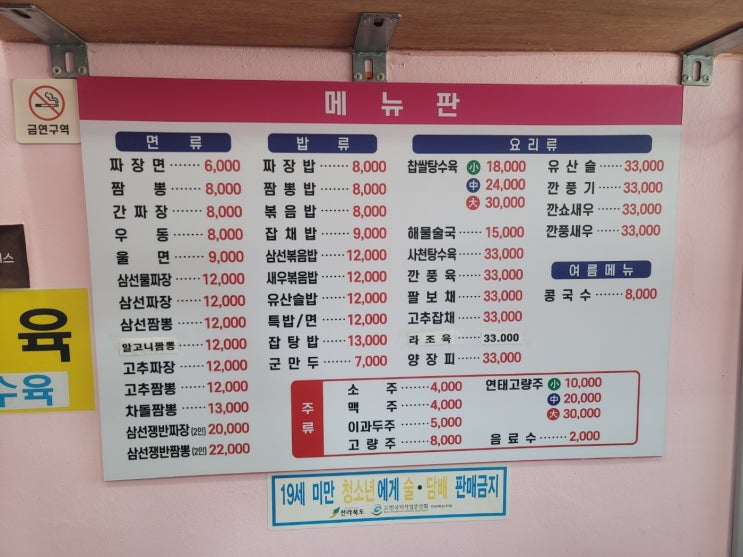 금연구역
메 뉴 판
면 류
짜 장 면 ······ 6,000
짬 뽕 ······ 8,000
간 짜 장 ······ 8,000
우 동 ······ 8,000
울 면 ······ 9,000
삼선물짜장 ······ 12,000
삼선짜장 ······ 12,000
삼선짬뽕 ······ 12,000
알고니짬뽕 ······ 12,000
고추짜장 ······ 12,000
고추짬뽕 ······ 12,000
차돌짬뽕 ······ 13,000
삼선쟁반짜장 (2인) 20,000
삼선쟁반짬뽕 (2인) 22,000
밥 류
짜 장 밥 ······ 8,000
짬 뽕 밥 ······ 8,000
볶 음 밥 ······ 8,000
잡 채 밥 ······ 9,000
삼선볶음밥 ······ 12,000
새우볶음밥 ······ 12,000
유산슬밥 ······ 12,000
특밥/면 ······ 12,000
잡 탕 밥 ······ 13,000
군 만 두 ······ 7,000
요 리 류
찹쌀탕수육 小 18,000
中 24,000
大 30,000
해물술국 ······ 15,000
사천탕수육 ······ 33,000
깐 풍 육 ······ 33,000
팔 보 채 ······ 33,000
고추잡채 ······ 33,000
라 조 육 ······ 33.000
양 장 피 ······ 33,000
유 산 슬 ······ 33,000
깐 풍 기 ······ 33,000
깐쇼새우 ······ 33,000
깐풍새우 ······ 33,000
여 름 메 뉴
콩 국 수 ······ 8,000
주 류
소 주 ······ 4,000
맥 주 ······ 4,000
이과두주 ······ 5,000
고 량 주 ······ 8,000
연태고량주 小 10,000
中 20,000
大 30,000
음 료 수 ······ 2,000
육
수육
19세 미만 청소년에게 술·담배 판매금지
전라북도